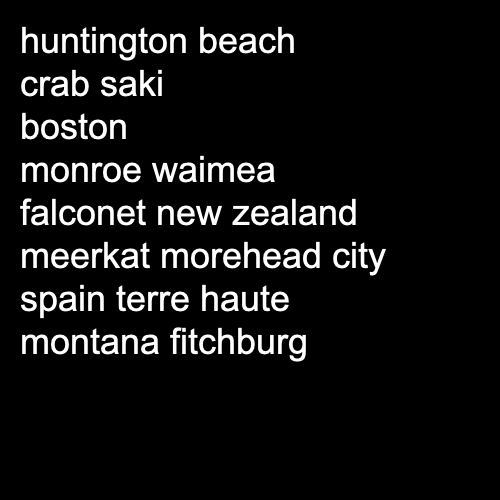 huntington beach
crab saki
boston
monroe waimea
falconet new zealand
meerkat morehead city
spain terre haute
montana fitchburg